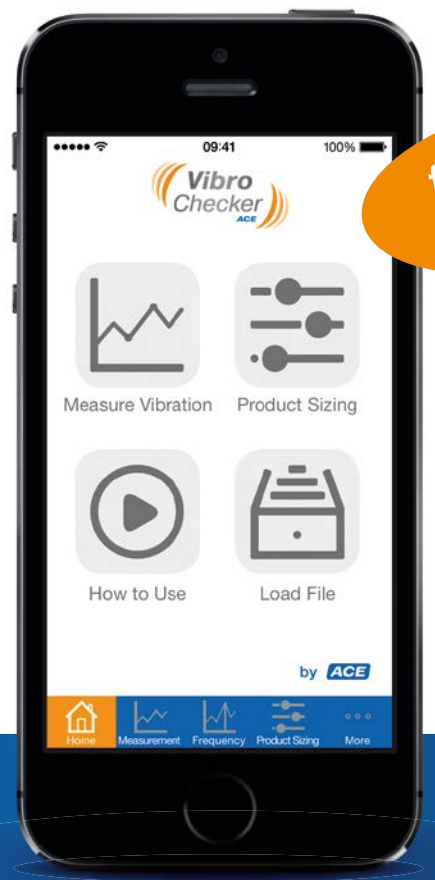 09:41
100%
Vibro
Checker
ACE
Measure Vibration
Product Sizing
How to Use
Load File
by ACE
Home
Measurement
Frequency
Product Sizing
More